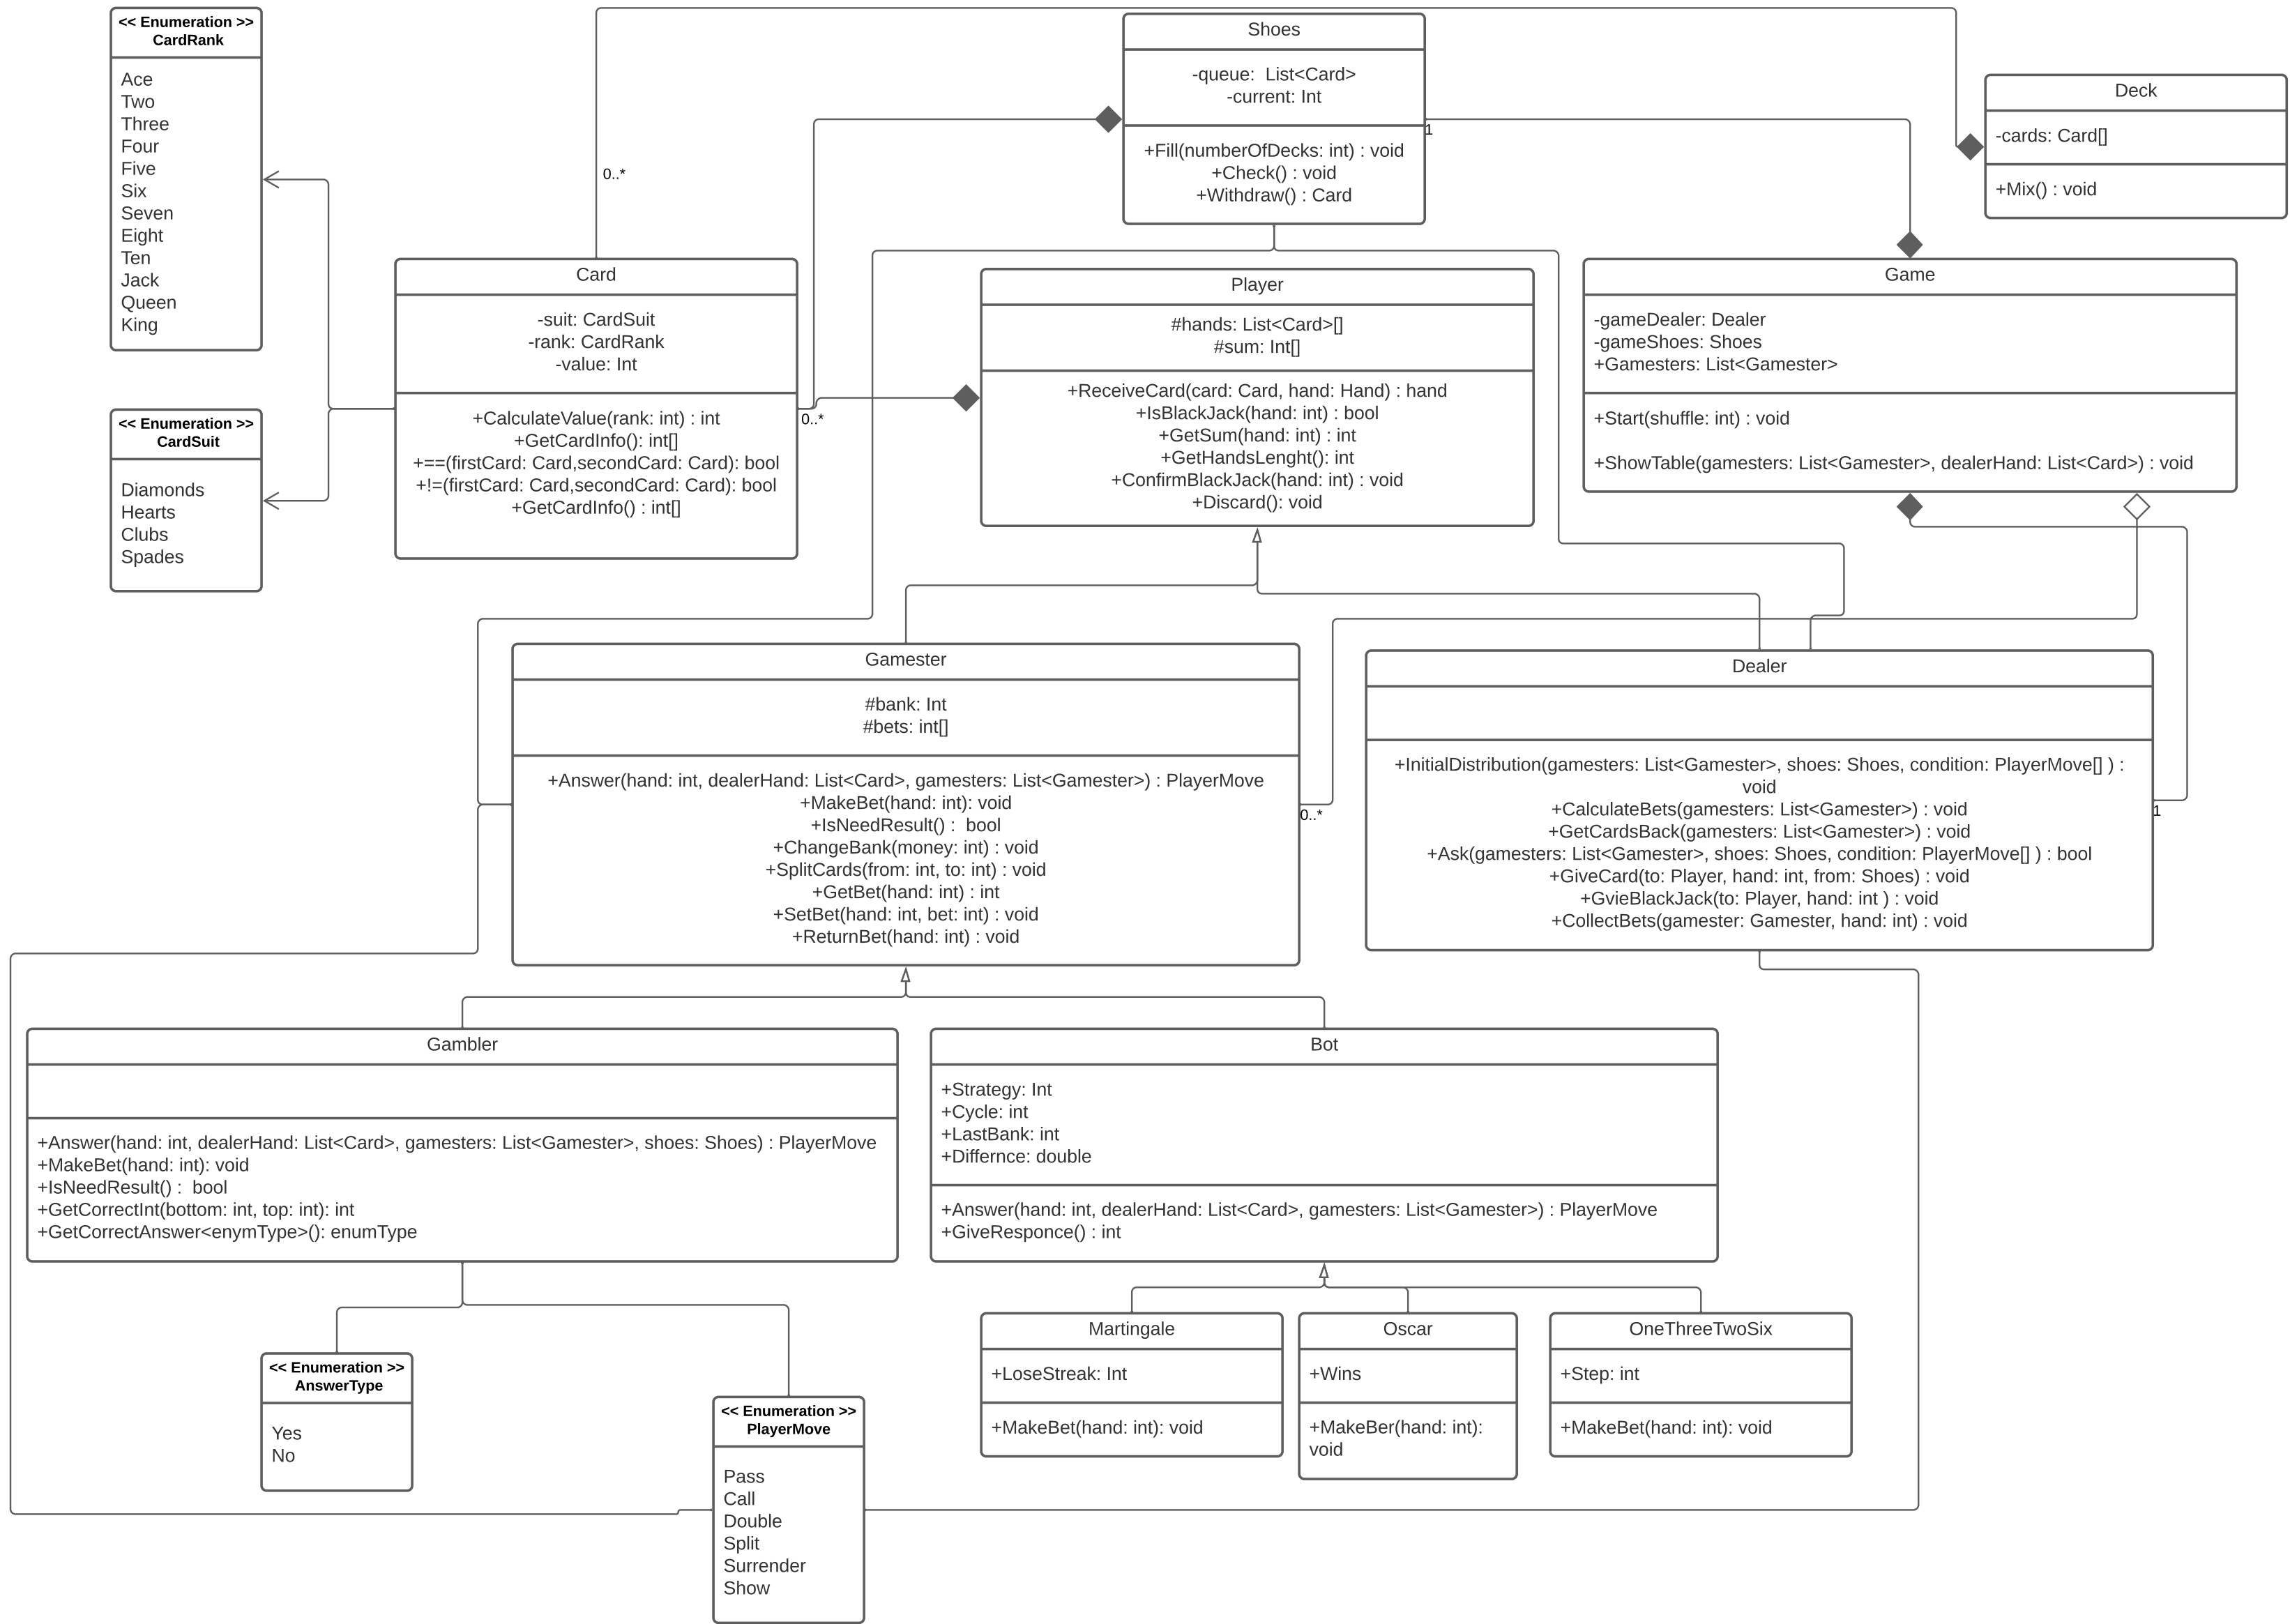 << Enumeration >>
CardRank
Ace
Two
Three
Four
Five
Six
Seven
Eight
Ten
Jack
Queen
King
<< Enumeration >>
CardSuit
Diamonds
Hearts
Clubs
Spades
0..*
Card
-suit: CardSuit
-rank: CardRank
-value: Int
+CalculateValue(rank: int) : int
+GetCardInfo(): int[]
+==(firstCard: Card,secondCard: Card): bool
+!=(firstCard: Card,secondCard: Card): bool
+GetCardInfo() : int[]
0..*
Shoes
-queue:  List<Card>
-current: Int
+Fill(numberOfDecks: int) : void
+Check() : void
+Withdraw() : Card
1
Deck
-cards: Card[]
+Mix() : void
Player
#hands: List<Card>[]
#sum: Int[]
+ReceiveCard(card: Card, hand: Hand) : hand
+IsBlackJack(hand: int) : bool
+GetSum(hand: int) : int
+GetHandsLenght(): int
+ConfirmBlackJack(hand: int) : void
+Discard(): void
Game
-gameDealer: Dealer
-gameShoes: Shoes
+Gamesters: List<Gamester>
+Start(shuffle: int) : void
+ShowTable(gamesters: List<Gamester>, dealerHand: List<Card>) : void
Gamester
#bank: Int
#bets: int[]
+Answer(hand: int, dealerHand: List<Card>, gamesters: List<Gamester>) : PlayerMove
+MakeBet(hand: int): void
+IsNeedResult() :  bool
+ChangeBank(money: int) : void
+SplitCards(from: int, to: int) : void
+GetBet(hand: int) : int
+SetBet(hand: int, bet: int) : void
+ReturnBet(hand: int) : void
0..*
Dealer
+InitialDistribution(gamesters: List<Gamester>, shoes: Shoes, condition: PlayerMove[] ) :
void
+CalculateBets(gamesters: List<Gamester>) : void
+GetCardsBack(gamesters: List<Gamester>) : void
+Ask(gamesters: List<Gamester>, shoes: Shoes, condition: PlayerMove[] ) : bool
+GiveCard(to: Player, hand: int, from: Shoes) : void
+GvieBlackJack(to: Player, hand: int ) : void
+CollectBets(gamester: Gamester, hand: int) : void
1
Gambler
+Answer(hand: int, dealerHand: List<Card>, gamesters: List<Gamester>, shoes: Shoes) : PlayerMove
+MakeBet(hand: int): void
+IsNeedResult() :  bool
+GetCorrectInt(bottom: int, top: int): int
+GetCorrectAnswer<enymType>(): enumType
Bot
+Strategy: Int
+Cycle: int
+LastBank: int
+Differnce: double
+Answer(hand: int, dealerHand: List<Card>, gamesters: List<Gamester>) : PlayerMove
+GiveResponce() : int
<< Enumeration >>
AnswerType
Yes
No
<< Enumeration >>
PlayerMove
Pass
Call
Double
Split
Surrender
Show
Martingale
+LoseStreak: Int
+MakeBet(hand: int): void
Oscar
+Wins
+MakeBer(hand: int):
void
OneThreeTwoSix
+Step: int
+MakeBet(hand: int): void